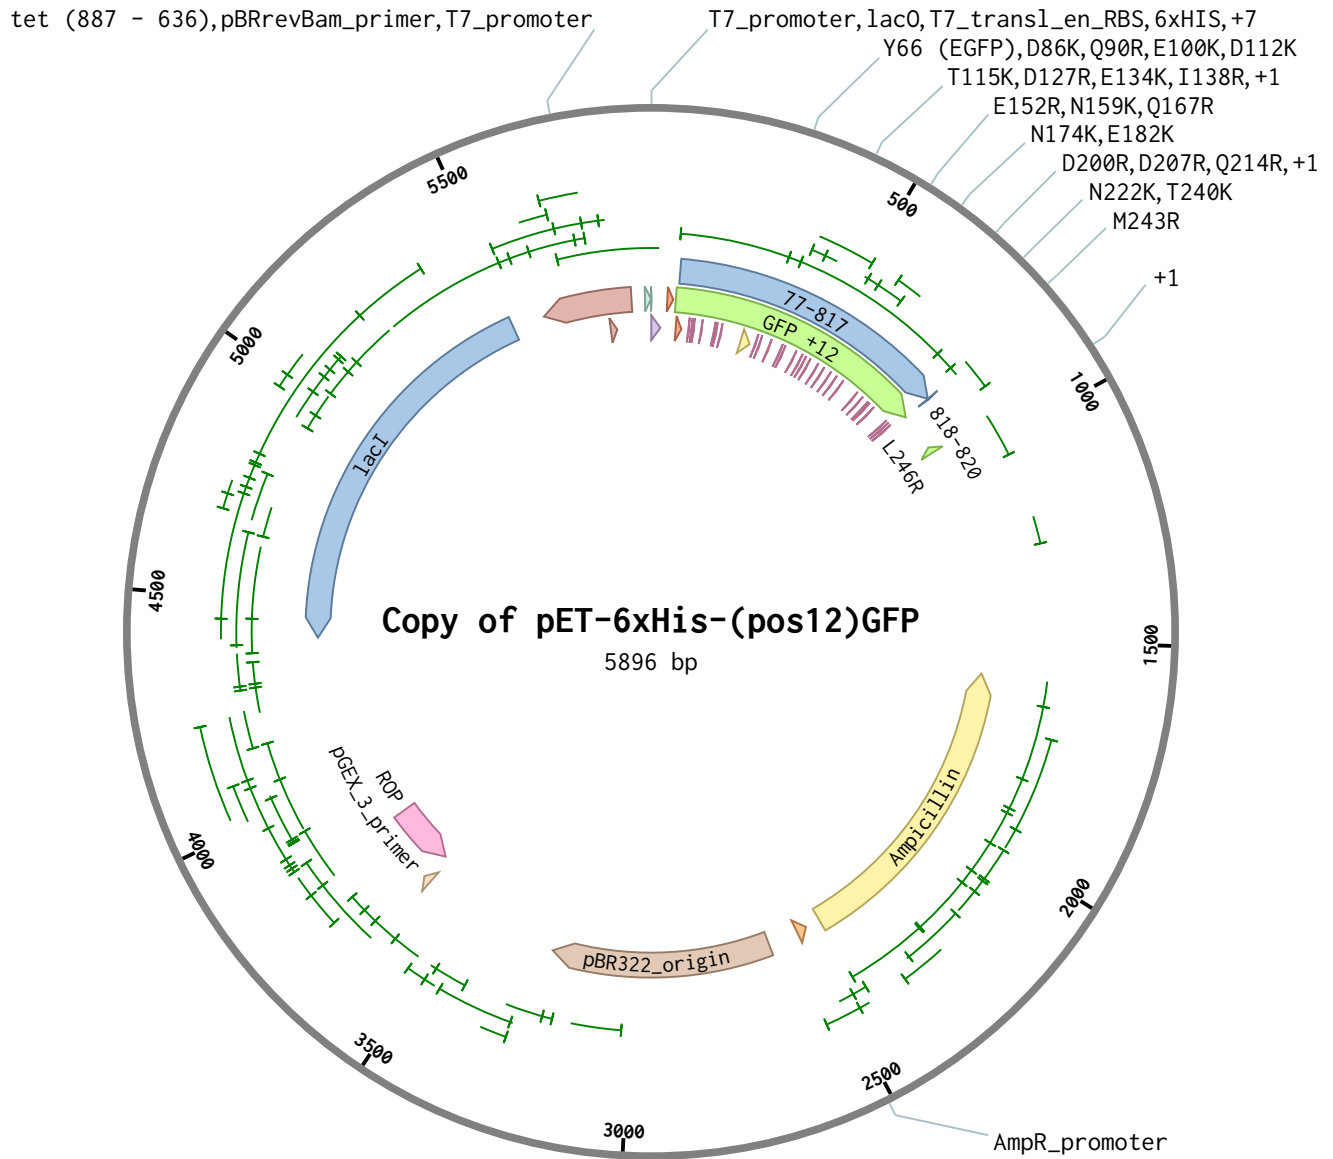 tet (887 - 636),pBRrevBam_primer,T7_promoter
T7_promoter,lacO,T7_transl_en_RBS,6xHIS,+7
Y66 (EGFP),D86K,Q90R,E100K,D112K
T115K,D127R,E134K,I138R,+1
E152R,N159K,Q167R
N174K,E182K
D200R,D207R,Q214R,+1
N222K,T240K
M243R
+1
5500
500
5000
1000
77-817
GFP +12
818-820
L246R
lacI
4500
1500
Copy of pET-6xHis-(pos12)GFP
5896 bp
ROP
pGEX_3_primer
Ampicillin
4000
2000
pBR322_origin
3500
2500
3000
AmpR_promoter